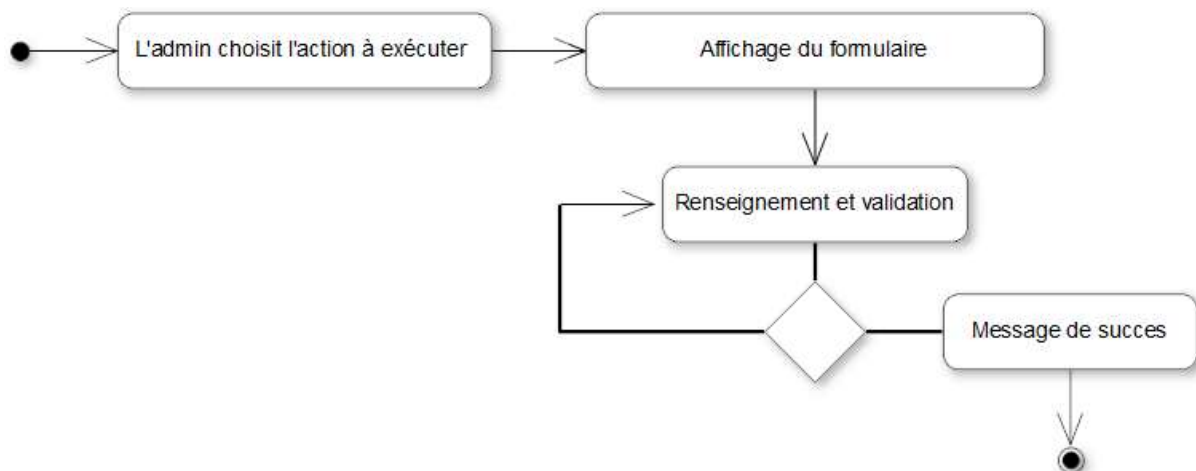 L'admin choisit l'action à exécuter
Affichage du formulaire
Renseignement et validation
Message de succes